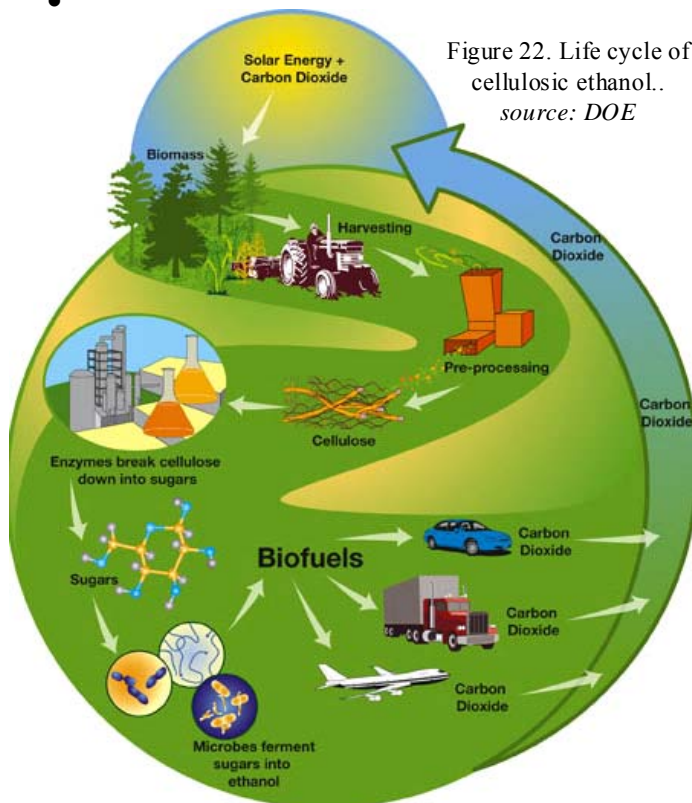 Figure 22. Life cycle of
cellulosic ethanol..
source: DOE
Solar Energy +
Carbon Dioxide
Biomass
Harvesting
Carbon
Dioxide
Pre-processing
Cellulose
Carbon
Dioxide
Enzymes break cellulose
down into sugars
Sugars
Biofuels
Carbon
Dioxide
Carbon
Dioxide
Carbon
Dioxide
Microbes ferment
sugars into
ethanol